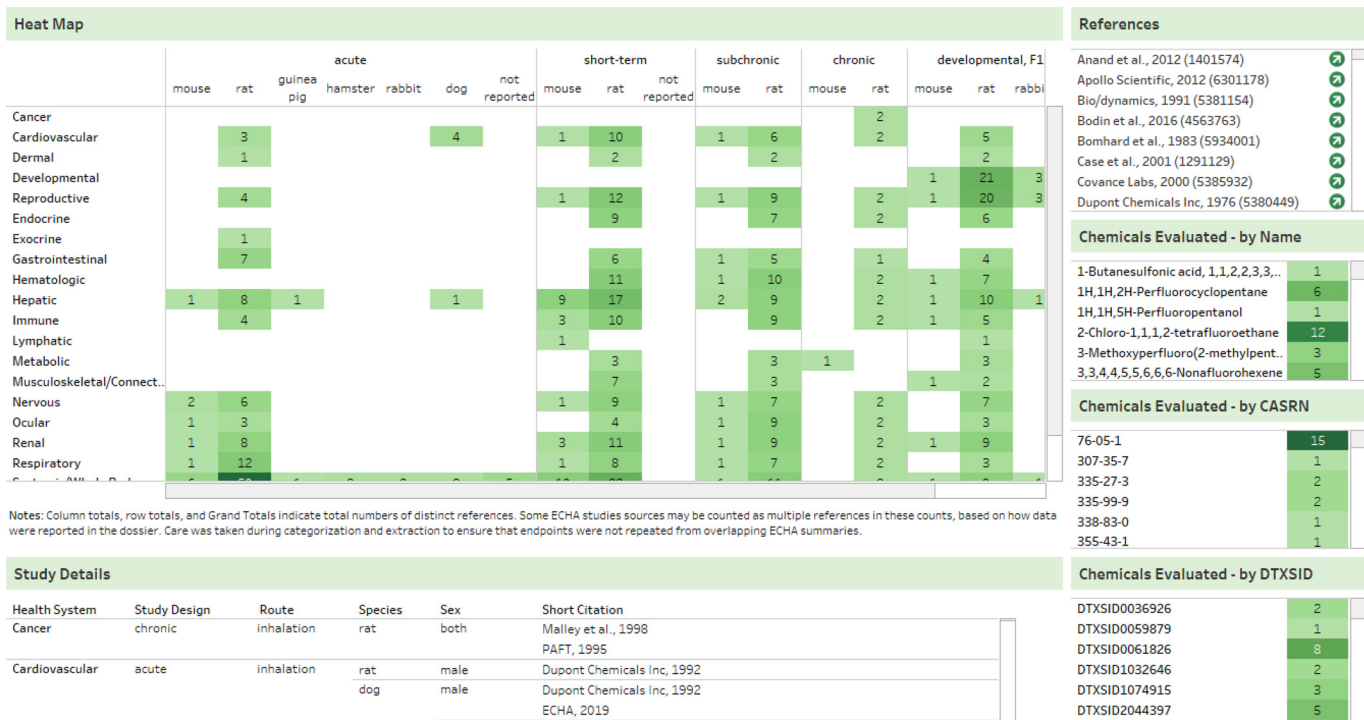 Heat Map
acute short-term subchronic chronic developmental, F1
mouse rat guinea pig hamster rabbit dog not reported mouse rat not reported mouse rat mouse rat mouse rat rabbi
Cancer 2
Cardiovascular 3 4 1 10 1 6 2 5
Dermal 1 2 2 2
Developmental 1 21 3
Reproductive 4 1 12 1 9 2 1 20 3
Endocrine 9 7 2 6
Exocrine 1
Gastrointestinal 7 6 1 5 1 4
Hematologic 11 1 10 2 1 7
Hepatic 1 8 1 1 9 17 2 9 2 1 10 1
Immune 4 3 10 9 2 1 5
Lymphatic 1 1
Metabolic 3 3 1 3
Musculoskeletal/Connect.. 7 3 1 2
Nervous 2 6 1 9 1 7 2 7
Ocular 1 3 4 1 9 2 3
Renal 1 8 3 11 1 9 2 1 9
Respiratory 1 12 1 8 1 7 2 3
Notes: Column totals, row totals, and Grand Totals indicate total numbers of distinct references. Some ECHA studies sources may be counted as multiple references in these counts, based on how data
were reported in the dossier. Care was taken during categorization and extraction to ensure that endpoints were not repeated from overlapping ECHA summaries.
Study Details
Health System Study Design Route Species Sex Short Citation
Cancer chronic inhalation rat both Malley et al., 1998
PAFT, 1995
Cardiovascular acute inhalation rat male Dupont Chemicals Inc, 1992
dog male Dupont Chemicals Inc, 1992
ECHA, 2019
References
Anand et al., 2012 (1401574)
Apollo Scientific, 2012 (6301178)
Bio/dynamics, 1991 (5381154)
Bodin et al., 2016 (4563763)
Bomhard et al., 1983 (5934001)
Case et al., 2001 (1291129)
Covance Labs, 2000 (5385932)
Dupont Chemicals Inc, 1976 (5380449)
Chemicals Evaluated - by Name
1-Butanesulfonic acid, 1,1,2,2,3,3,.. 1
1H,1H,2H-Perfluorocyclopentane 6
1H,1H,5H-Perfluoropentanol 1
2-Chloro-1,1,1,2-tetrafluoroethane 12
3-Methoxyperfluoro(2-methylpent.. 3
3,3,4,4,5,5,6,6,6-Nonafluorohexene 5
Chemicals Evaluated - by CASRN
76-05-1 15
307-35-7 1
335-27-3 2
335-99-9 2
338-83-0 1
355-43-1 1
Chemicals Evaluated - by DTXSID
DTXSID0036926 2
DTXSID0059879 1
DTXSID0061826 8
DTXSID1032646 2
DTXSID1074915 3
DTXSID2044397 5